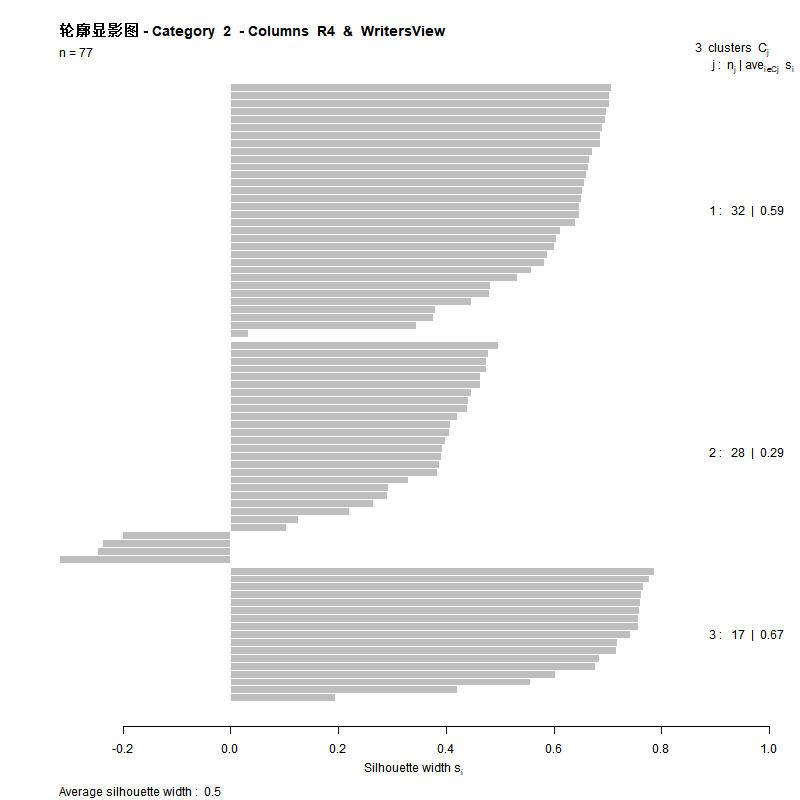 轮廓显影图 - Category 2 - Columns R4 & WritersView
n = 77
3 clusters Cj
j : nj | avei∈Cj si
1 : 32 | 0.59
2 : 28 | 0.29
3 : 17 | 0.67
-0.2 0.0 0.2 0.4 0.6 0.8 1.0
Silhouette width si
Average silhouette width : 0.5